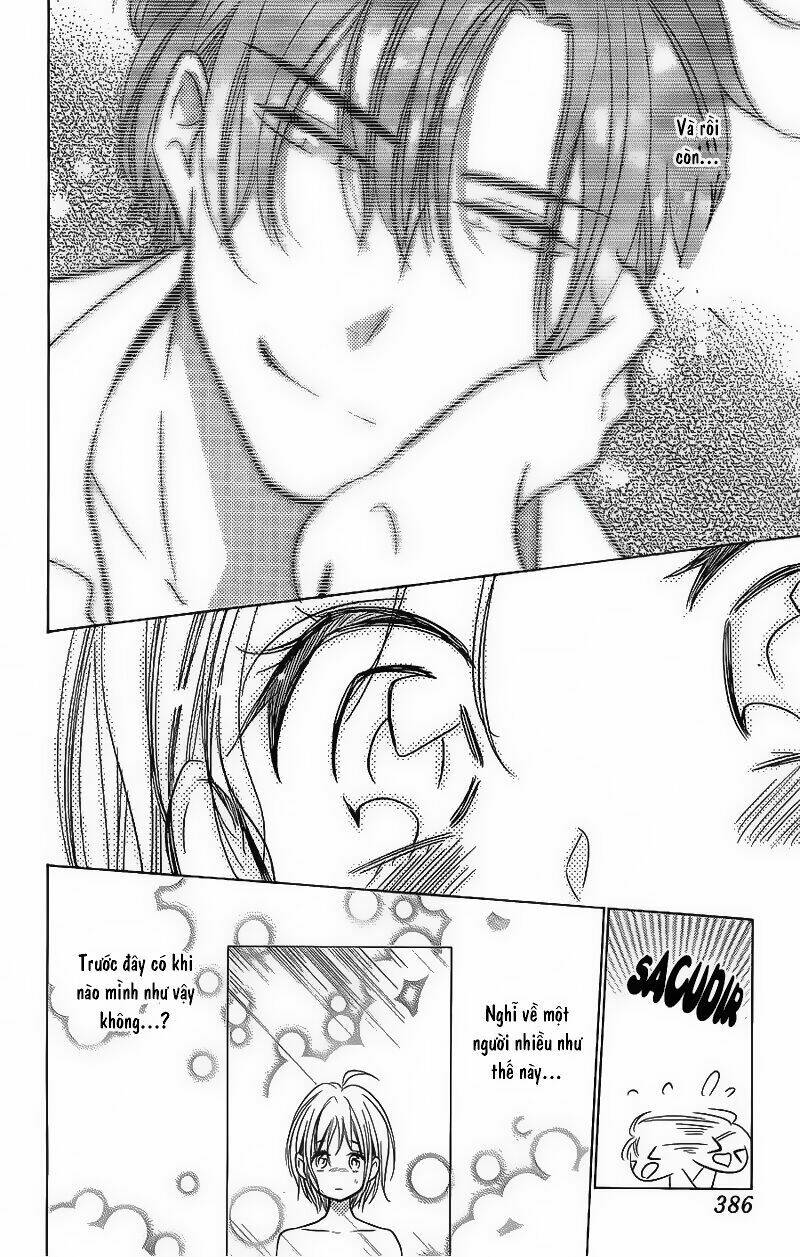 Và rồi
còn...
SACUDIR
Nghĩ về một
người nhiều như
thế này...
Trước đây có khi
nào mình như vậy
không...?
386